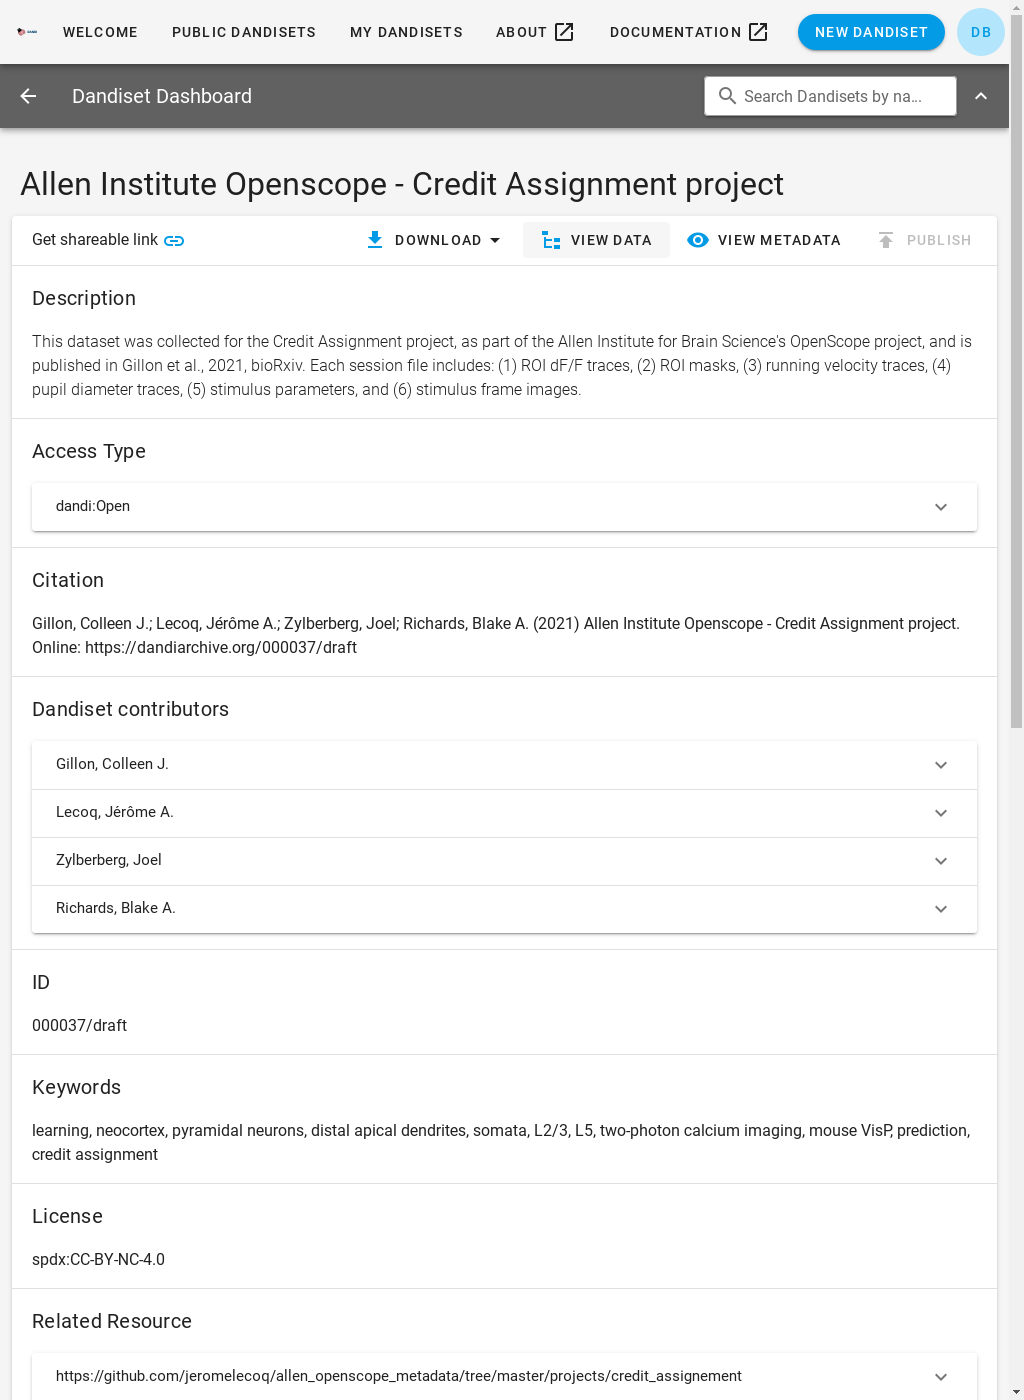 WELCOME PUBLIC DANDISETS MY DANDISETS ABOUT DOCUMENTATION NEW DANDISET DB
Dandiset Dashboard Search Dandisets by na...
Allen Institute Openscope - Credit Assignment project
Get shareable link DOWNLOAD VIEW DATA VIEW METADATA PUBLISH
Description
This dataset was collected for the Credit Assignment project, as part of the Allen Institute for Brain Science's OpenScope project, and is
published in Gillon et al., 2021, bioRxiv. Each session file includes: (1) ROI dF/F traces, (2) ROI masks, (3) running velocity traces, (4)
pupil diameter traces, (5) stimulus parameters, and (6) stimulus frame images.
Access Type
dandi:Open
Citation
Gillon, Colleen J.; Lecoq, Jérôme A.; Zylberberg, Joel; Richards, Blake A. (2021) Allen Institute Openscope - Credit Assignment project.
Online: https://dandiarchive.org/000037/draft
Dandiset contributors
Gillon, Colleen J.
Lecoq, Jérôme A.
Zylberberg, Joel
Richards, Blake A.
ID
000037/draft
Keywords
learning, neocortex, pyramidal neurons, distal apical dendrites, somata, L2/3, L5, two-photon calcium imaging, mouse VisP, prediction,
credit assignment
License
spdx:CC-BY-NC-4.0
Related Resource
https://github.com/jeromelecoq/allen_openscope_metadata/tree/master/projects/credit_assignement